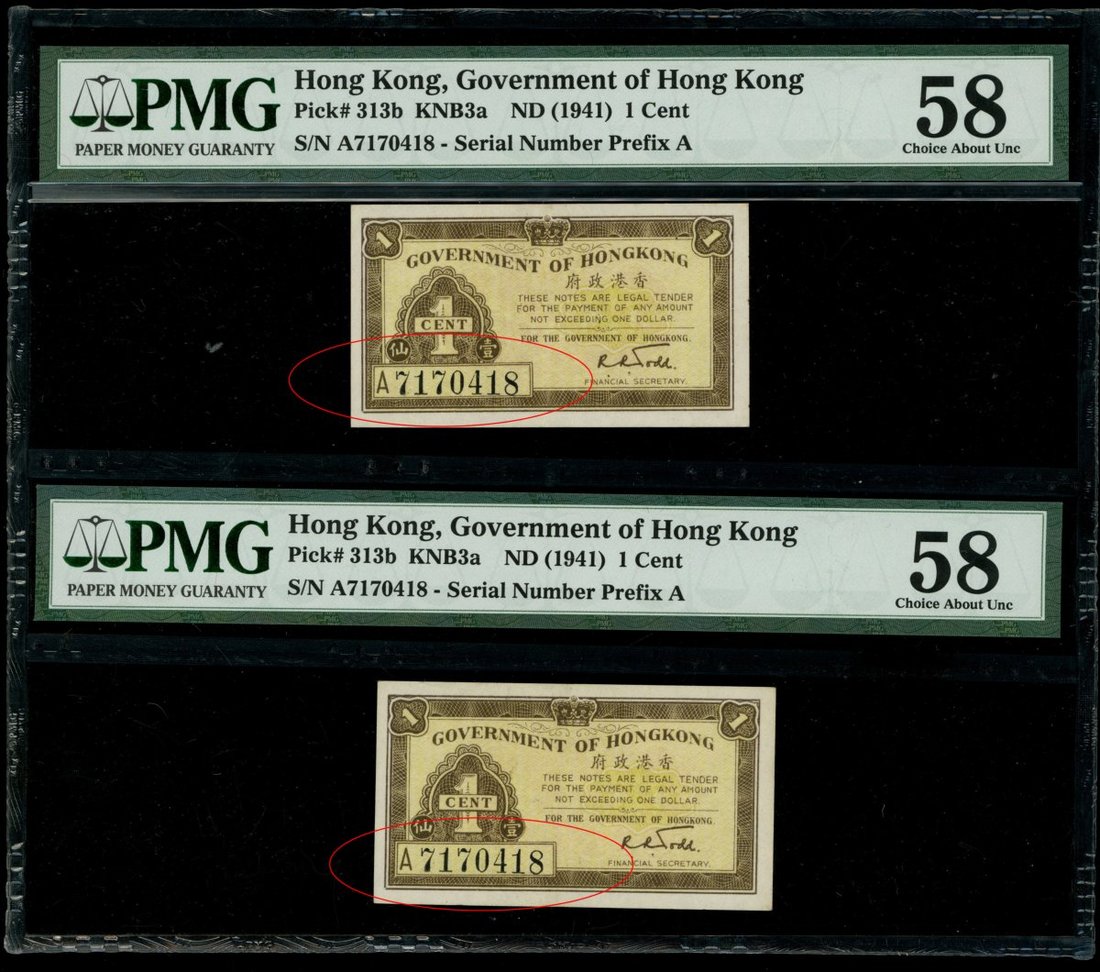 PMG
PAPER MONEY GUARANTY
Hong Kong, Government of Hong Kong
Pick# 313b KNB3a ND (1941) 1 Cent
S/N A7170418 - Serial Number Prefix A
58
Choice About Unc
1 1
GOVERNMENT OF HONGKONG
府政港香
THESE NOTES ARE LEGAL TENDER
FOR THE PAYMENT OF ANY AMOUNT
NOT EXCEEDING ONE DOLLAR.
1
CENT
FOR THE GOVERNMENT OF HONGKONG.
仙 壹
R R Todd.
A 7170418
FINANCIAL SECRETARY.
PMG
PAPER MONEY GUARANTY
Hong Kong, Government of Hong Kong
Pick# 313b KNB3a ND (1941) 1 Cent
S/N A7170418 - Serial Number Prefix A
58
Choice About Unc
1 1
GOVERNMENT OF HONGKONG
府政港香
THESE NOTES ARE LEGAL TENDER
FOR THE PAYMENT OF ANY AMOUNT
NOT EXCEEDING ONE DOLLAR.
1
CENT
FOR THE GOVERNMENT OF HONGKONG.
仙 壹
R R Todd.
A 7170418
FINANCIAL SECRETARY.